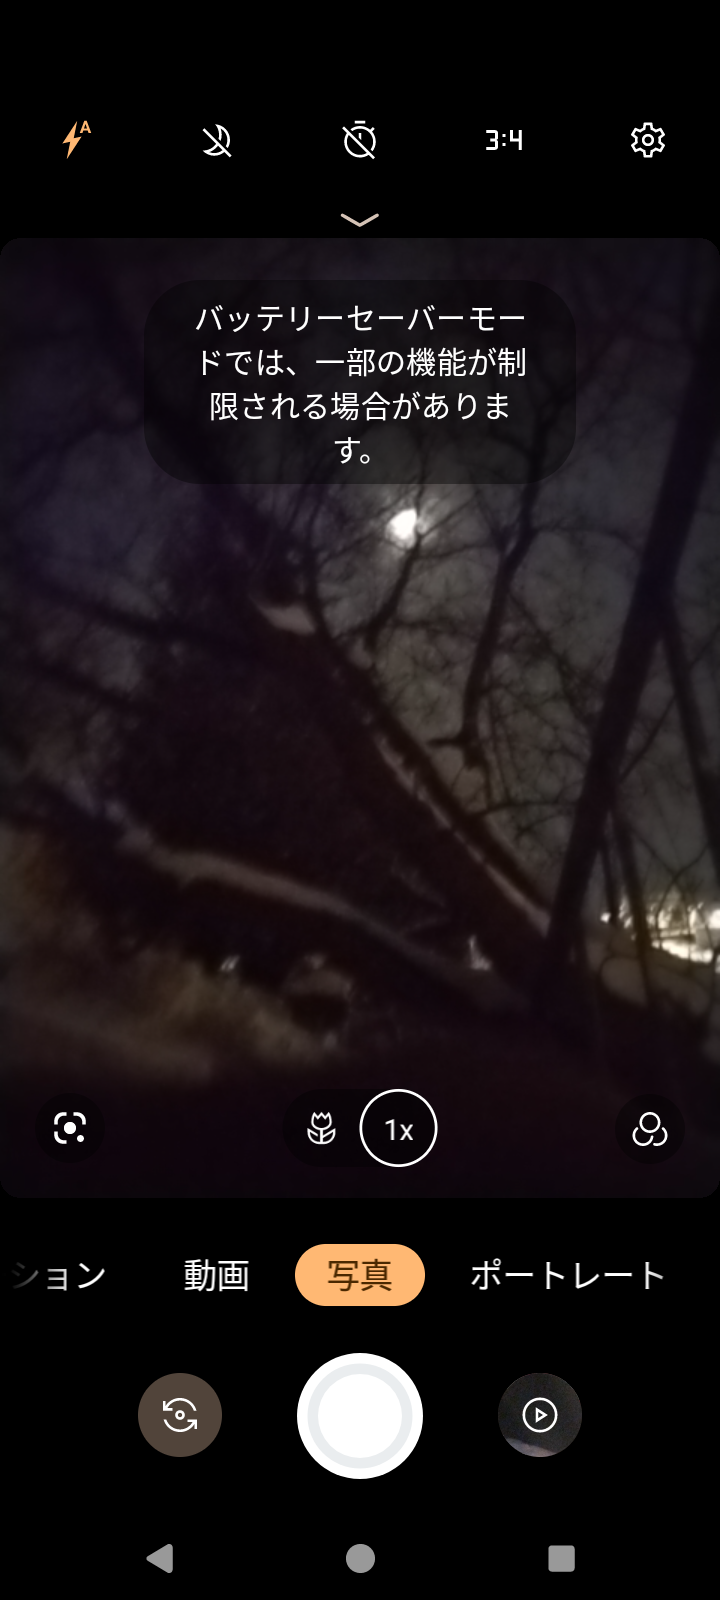 A
3:4
バッテリーセーバーモー
ドでは、一部の機能が制
限される場合がありま
す。
1x
ション 動画 写真 ポートレート